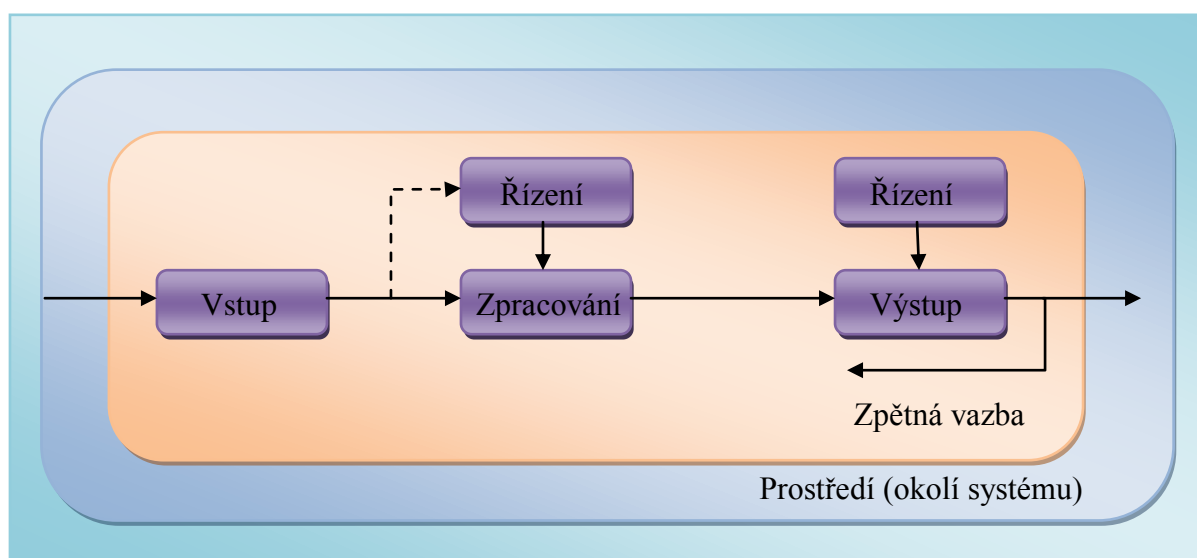 Řízení
Řízení
Vstup
Zpracování
Výstup
Zpětná vazba
Prostředí (okolí systému)